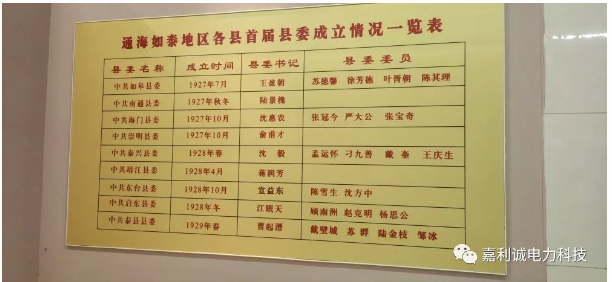 通海如泰地区各县首届县委成立情况一览表
县委名称 成立时间 县委书记 县委委员
中共如皋县委 1927年7月 王盈朝 苏德馨 徐芳德 叶胥朝 陈其理
中共南通县委 1927年秋冬 陆景槐
中共海门县委 1927年10月 沈惠农 张冠今 严大公 张宝奇
中共崇明县委 1927年10月 俞甫才
中共泰兴县委 1928年春 沈毅 孟运怀 刁九善 戴奎 王庆生
中共靖江县委 1928年4月 蒋润芳
中共东台县委 1928年10月 宣益东 陈雪生 沈方中
中共启东县委 1928年冬 江珉天 顾南洲 赵克明 杨思公
中共泰县县委 1929年春 曹起溍 戴壁城 苏群 陆金枝 邹冰
嘉利诚电力科技